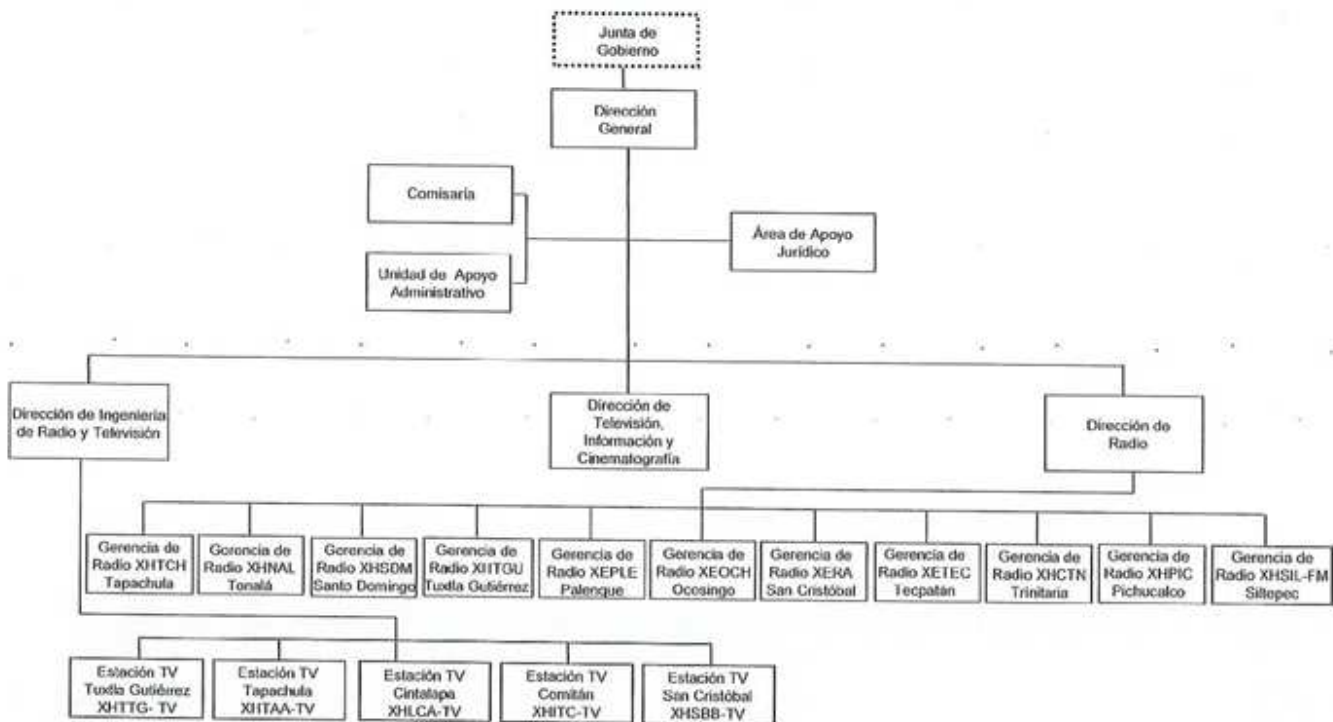 Junta de
Gobierno
Dirección
General
Comisaría
Área de Apoyo
Jurídico
Unidad de Apoyo
Administrativo
Dirección de Ingeniería
de Radio y Televisión
Dirección de
Televisión,
Información y
Cinematografía
Dirección de
Radio
Gerencia de
Radio XHTCH
Tapachula
Gerencia de
Radio XHNAL
Tonalá
Gerencia de
Radio XHSDM
Santo Domingo
Gerencia de
Radio XHTGU
Tuxtla Gutiérrez
Gerencia de
Radio XEPLE
Palenque
Gerencia de
Radio XEOCH
Ocosingo
Gerencia de
Radio XERA
San Cristóbal
Gerencia de
Radio XETEC
Tecpatán
Gerencia de
Radio XHCTN
Trinitaria
Gerencia de
Radio XHPIC
Pichucalco
Gerencia de
Radio XHSIL-FM
Siltepec
Estación TV
Tuxtla Gutiérrez
XHTTG- TV
Estación TV
Tapachula
XHTAA-TV
Estación TV
Cintalapa
XHLCA-TV
Estación TV
Comitán
XHITC-TV
Estación TV
San Cristóbal
XHSBB-TV